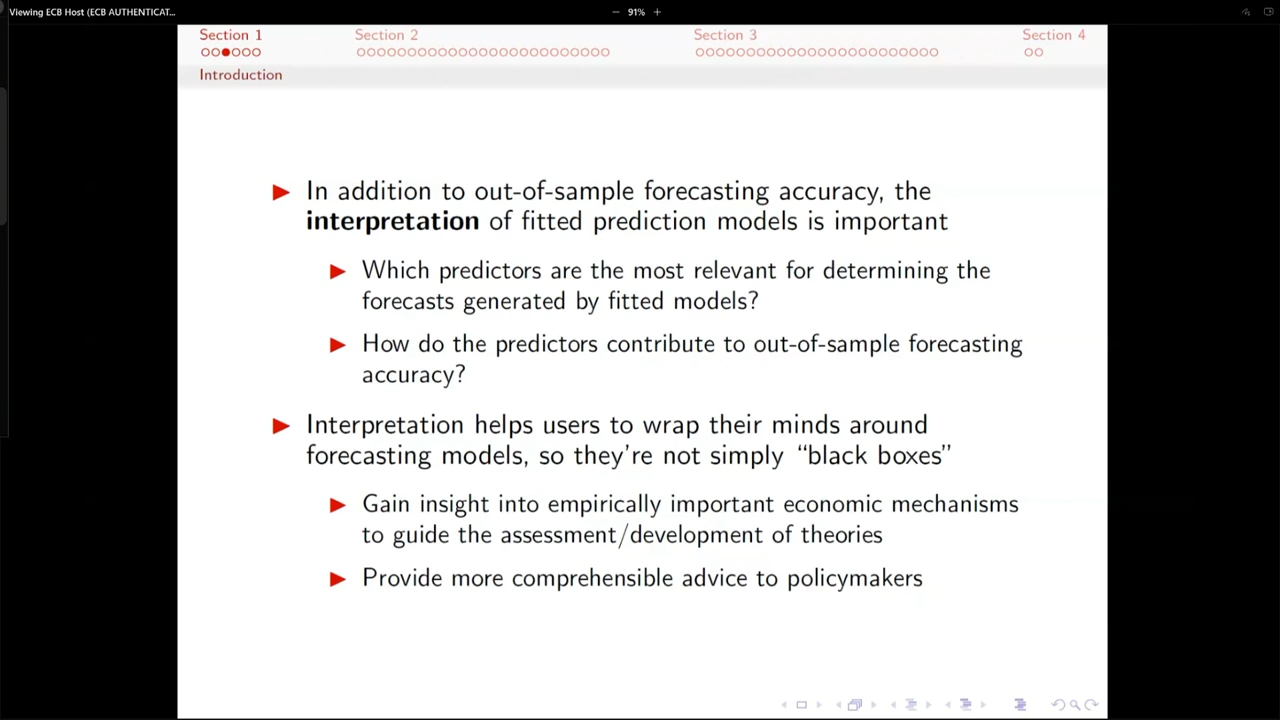 Viewing ECB Host (ECB AUTHENTICAT...
91%
Section 1
Section 2
Section 3
Section 4
Introduction
In addition to out-of-sample forecasting accuracy, the
interpretation of fitted prediction models is important
Which predictors are the most relevant for determining the
forecasts generated by fitted models?
How do the predictors contribute to out-of-sample forecasting
accuracy?
Interpretation helps users to wrap their minds around
forecasting models, so they're not simply “black boxes”
Gain insight into empirically important economic mechanisms
to guide the assessment/development of theories
Provide more comprehensible advice to policymakers